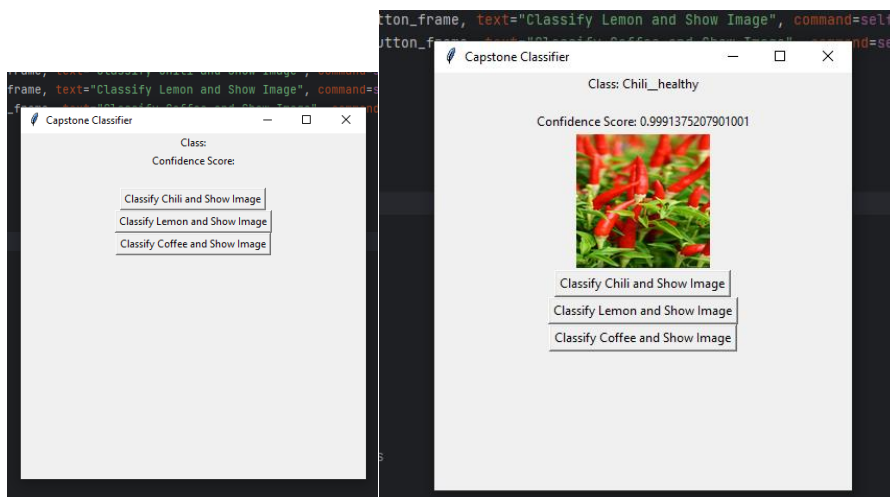 frame, text="Classify Lemon and Show Image", command
Capstone Classifier
Class:
Confidence Score:
Classify Chili and Show Image
Classify Lemon and Show Image
Classify Coffee and Show Image
tton_frame, text="Classify Lemon and Show Image", command=self
Capstone Classifier
Class: Chili__healthy
Confidence Score: 0.9991375207901001
Classify Chili and Show Image
Classify Lemon and Show Image
Classify Coffee and Show Image